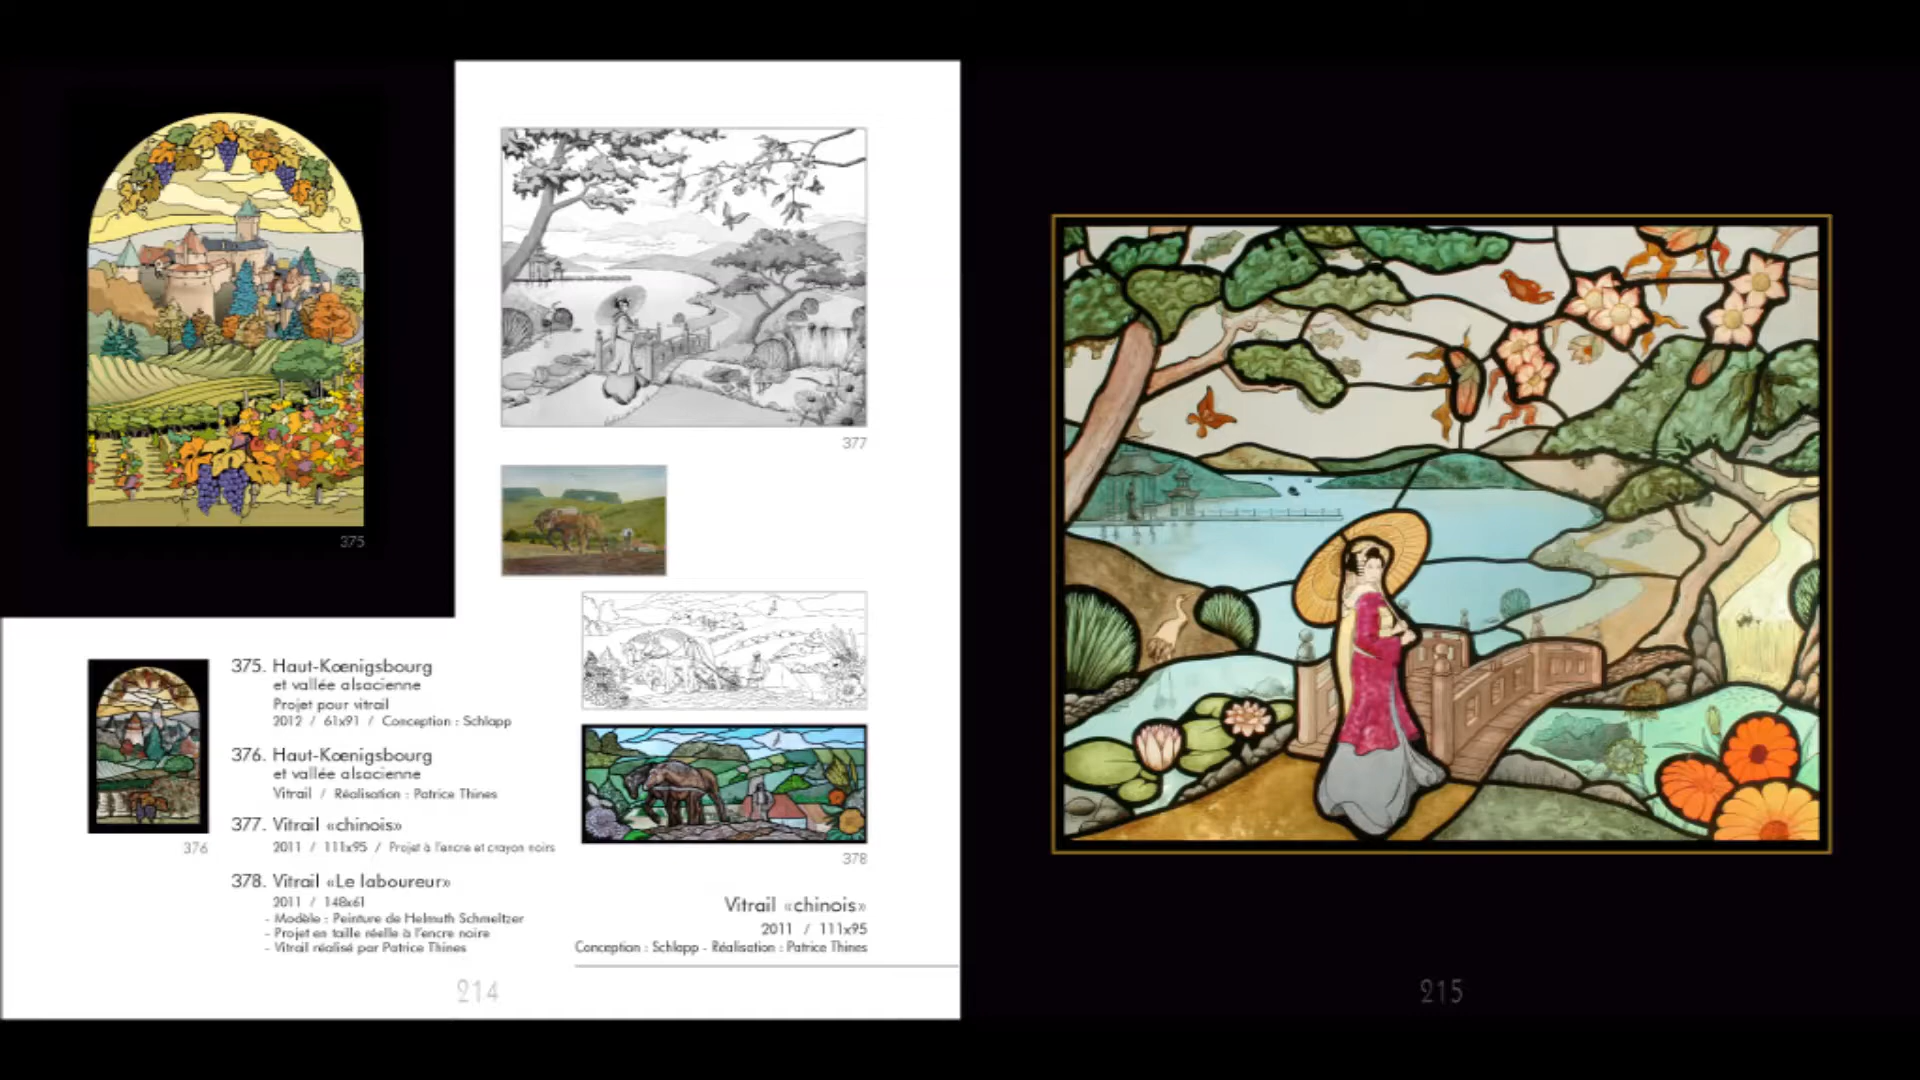 375
376
375. Haut-Kœnigsbourg
et vallée alsacienne
Projet pour vitrail
2012 / 61x91 / Conception : Schlapp
376. Haut-Kœnigsbourg
et vallée alsacienne
Vitrail / Réalisation : Patrice Thines
377. Vitrail «chinois»
2011 / 111x95 / Projet à l'encre et crayon noirs
378. Vitrail «Le laboureur»
2011 / 148x61
- Modèle : Peinture de Helmuth Schmeltzer
- Projet en taille réelle à l'encre noire
- Vitrail réalisé par Patrice Thines
377
378
Vitrail «chinois»
2011 / 111x95
Conception : Schlapp - Réalisation : Patrice Thines
214
215